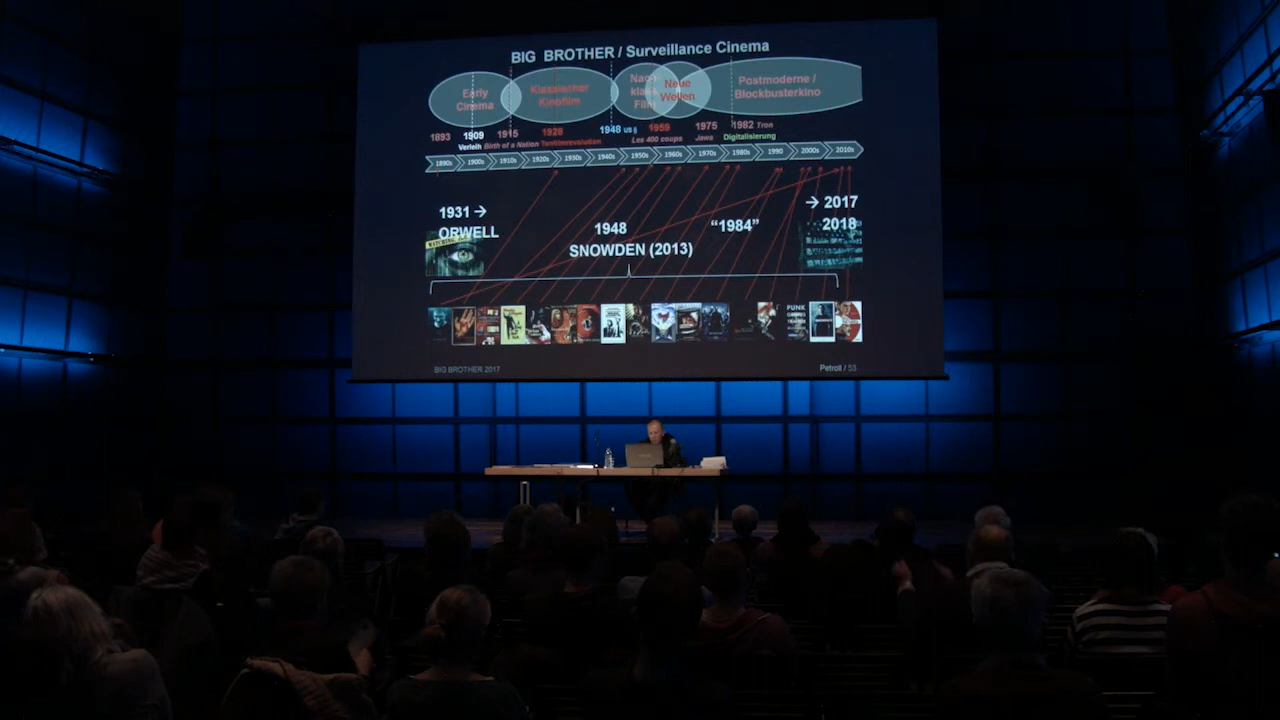 BIG BROTHER / Surveillance Cinema
Early Cinema
Klassischer Kinofilm
Nach- klass. Film
Neue Wellen
Postmoderne / Blockbusterkino
1893
1909
1915
1928
1948 US §
1959
1975
1982 Tron
Verleih
Birth of a Nation
Tonfilmrevolution
Les 400 coups
Jaws
Digitalisierung
1890s 1900s 1910s 1920s 1930s 1940s 1950s 1960s 1970s 1980s 1990 2000s 2010s
1931 →
ORWELL
WATCHING
1948
SNOWDEN (2013)
“1984”
→ 2017
2018
PUNK
BIG BROTHER 2017
Petroll / 53